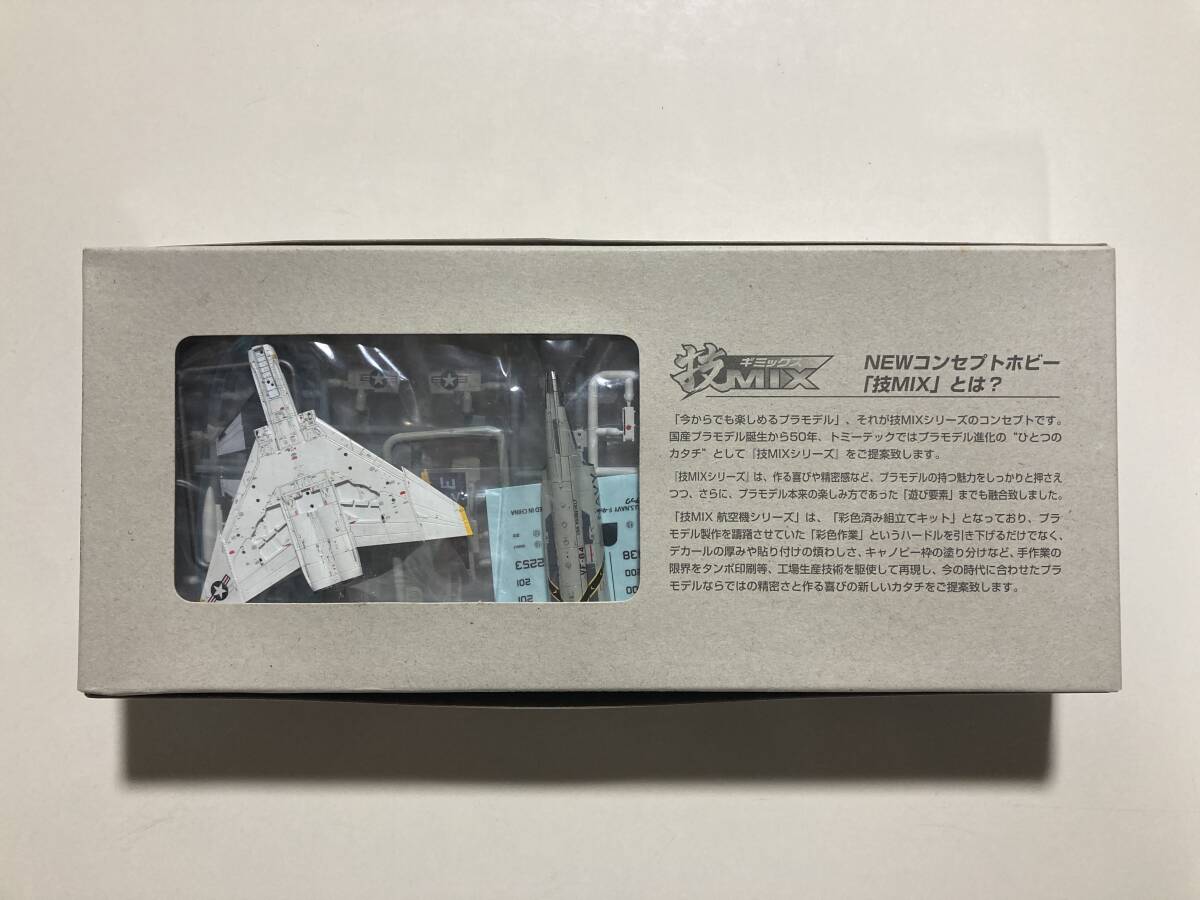 技MIX
ギミックス
NEWコンセプトホビー
「技MIX」とは？
「今からでも楽しめるプラモデル」、それが技MIXシリーズのコンセプトです。
国産プラモデル誕生から50年、トミーテックではプラモデル進化の“ひとつの
カタチ”として『技MIXシリーズ』をご提案致します。
『技MIXシリーズ』は、作る喜びや精密感など、プラモデルの持つ魅力をしっかりと押さえ
つつ、さらに、プラモデル本来の楽しみ方であった「遊び要素」までも融合致しました。
「技MIX 航空機シリーズ」は、「彩色済み組立てキット」となっており、プラ
モデル製作を躊躇させていた「彩色作業」というハードルを引き下げるだけでなく、
デカールの厚みや貼り付けの煩わしさ、キャノピー枠の塗り分けなど、手作業の
限界をタンポ印刷等、工場生産技術を駆使して再現し、今の時代に合わせたプラ
モデルならではの精密さと作る喜びの新しいカタチをご提案致します。
U.S.NAVY F-4
ED IN CHINA
2253
201
201
38
200
00
VF-84